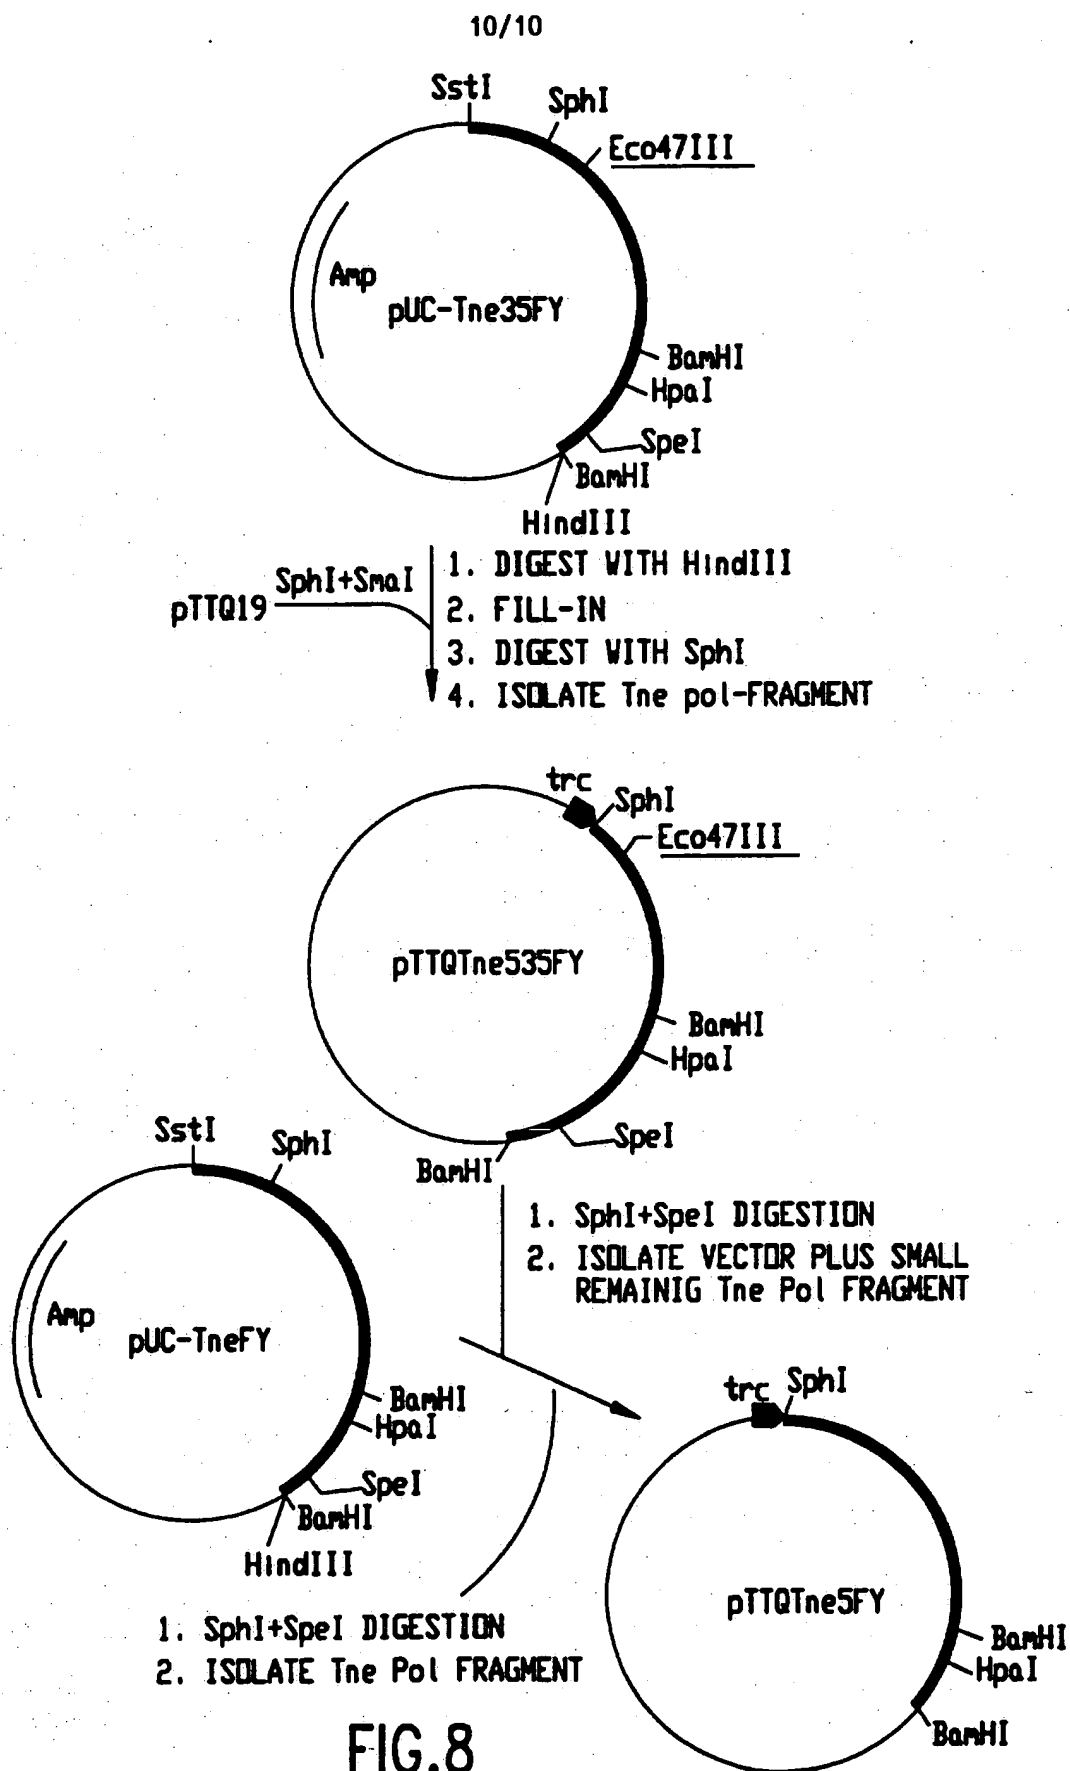 10/10
SstI
SphI
Eco47III
Amp
pUC-Tne35FY
BamHI
HpaI
SpeI
BamHI
HindIII
pTTQ19
SphI+SmaI
1. DIGEST WITH HindIII
2. FILL-IN
3. DIGEST WITH SphI
4. ISOLATE Tne pol-FRAGMENT
trc
SphI
Eco47III
pTTQTne535FY
BamHI
HpaI
SpeI
BamHI
1. SphI+SpeI DIGESTION
2. ISOLATE VECTOR PLUS SMALL
REMAINIG Tne Pol FRAGMENT
SstI
SphI
Amp
pUC-TneFY
BamHI
HpaI
SpeI
BamHI
HindIII
1. SphI+SpeI DIGESTION
2. ISOLATE Tne Pol FRAGMENT
trc
SphI
pTTQTne5FY
BamHI
HpaI
BamHI
FIG.8